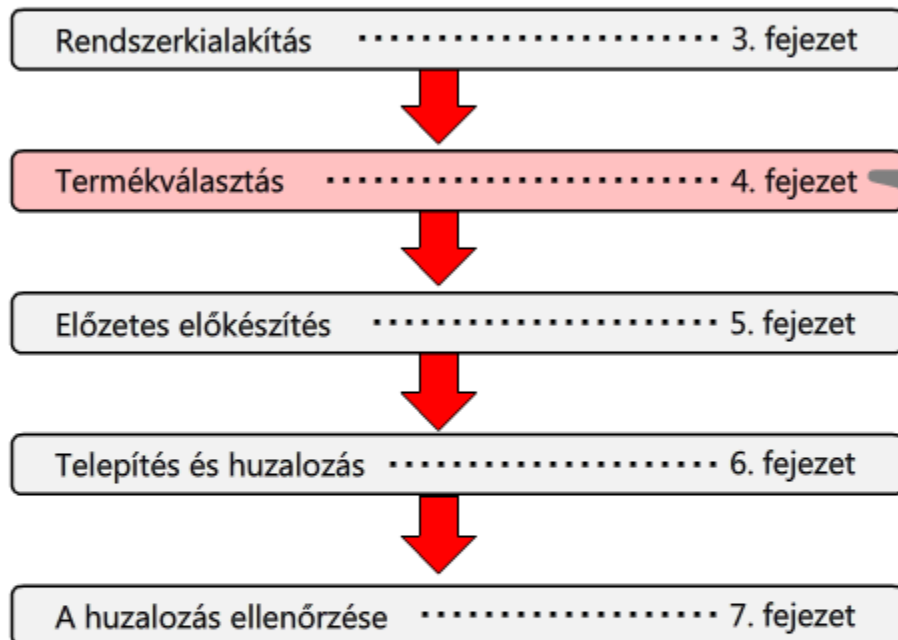 Rendszerkialakítás ························ 3. fejezet
Termékválasztás ··························· 4. fejezet
Előzetes előkészítés ······················· 5. fejezet
Telepítés és huzalozás ······················ 6. fejezet
A huzalozás ellenőrzése ···················· 7. fejezet